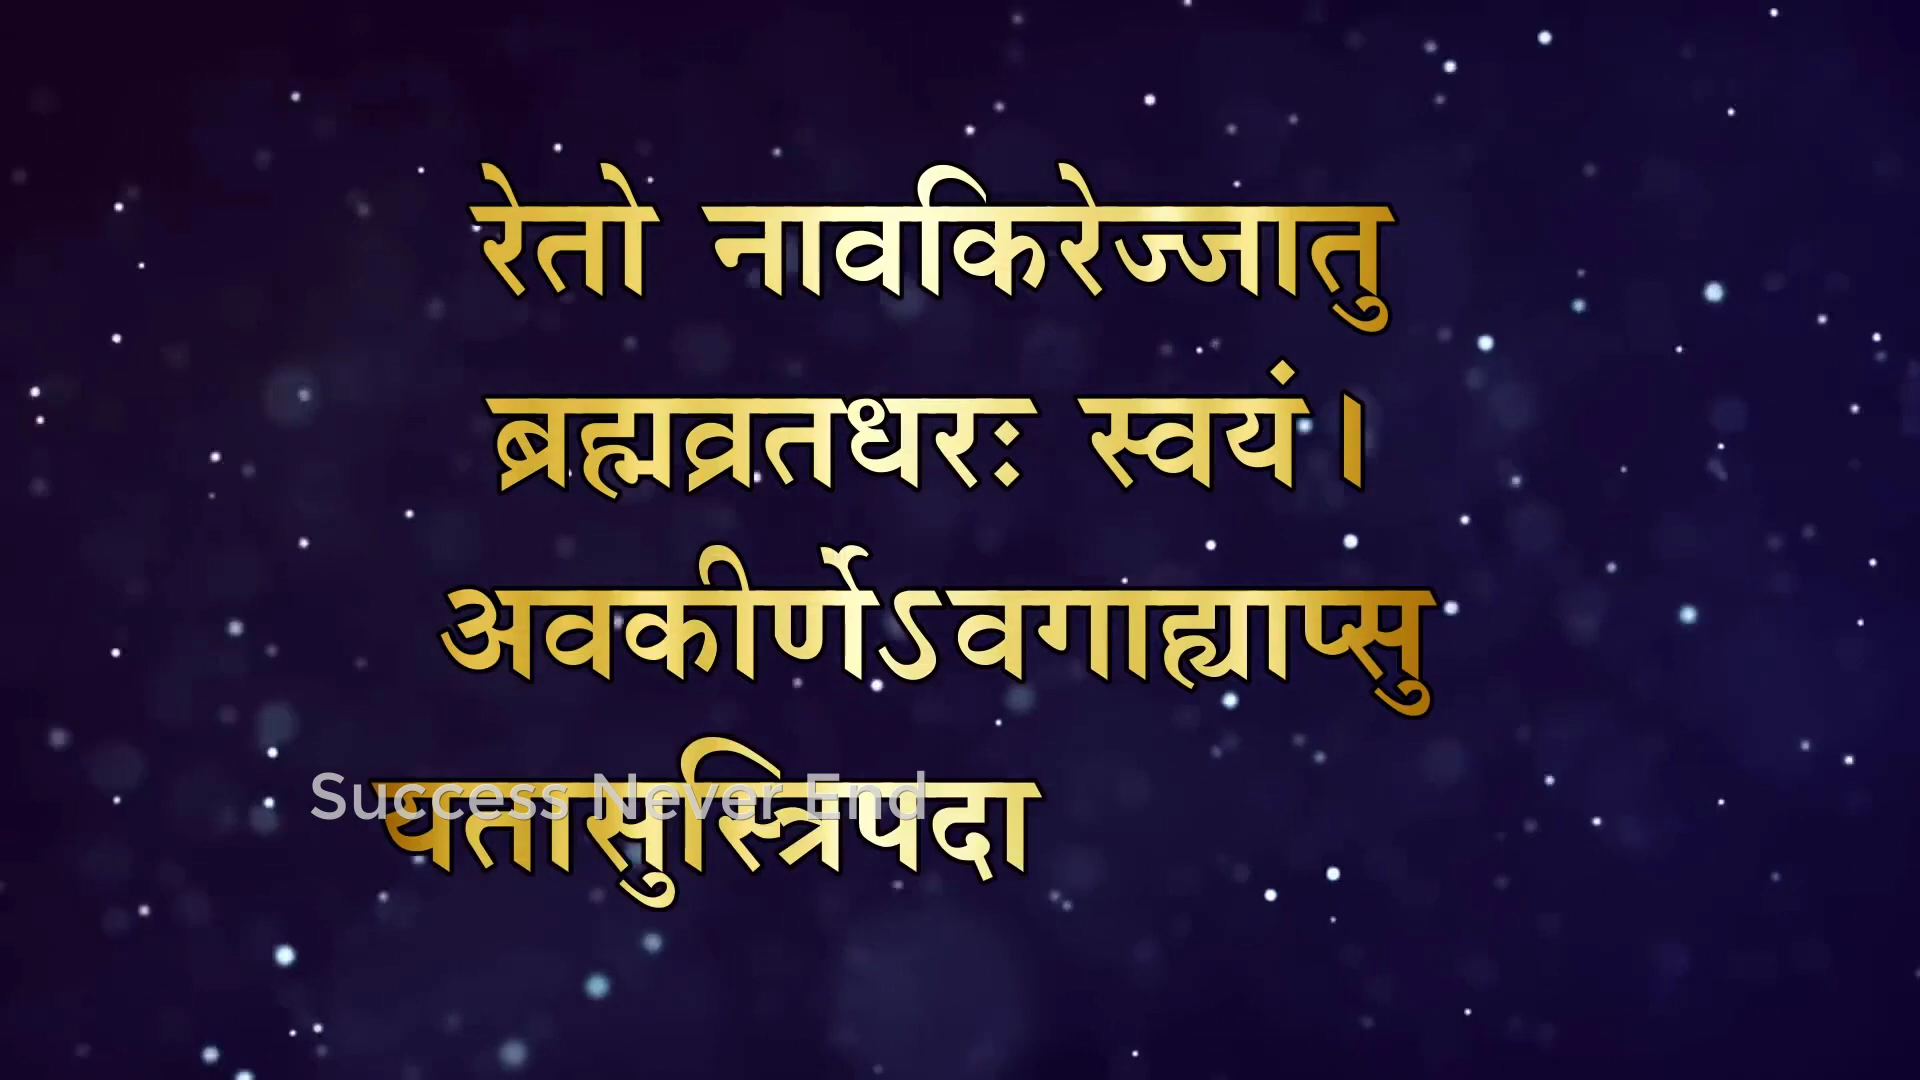 रेतो नावकिरेज्जातु
ब्रह्मव्रतधरः स्वयं।
अवकीर्णेऽवगाह्याप्सु
यतासुस्त्रिपदा
Success Never End